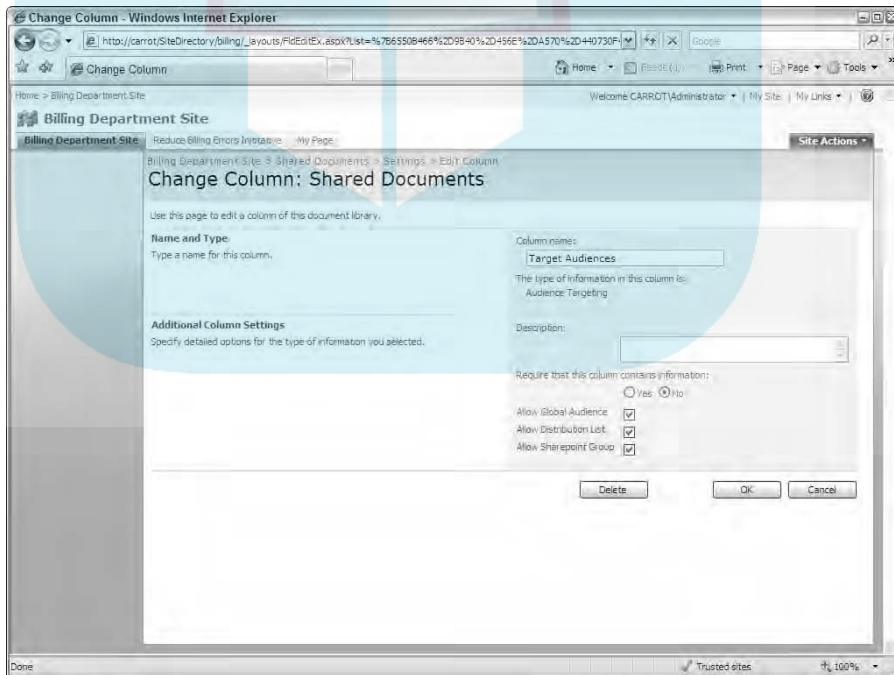 Change Column - Windows Internet Explorer
http://carrot/SiteDirectory/billing/_layouts/FldEditEx.aspx?List=%7B6550B466%2D9B40%2D456E%2DA570%2D440730F
Google
Change Column
Home Feeds (J) Print Page Tools
Home > Billing Department Site
Welcome CARROT\Administrator | My Site | My Links |
Billing Department Site
Billing Department Site Reduce Billing Errors Initiative My Page Site Actions
Billing Department Site > Shared Documents > Settings > Edit Column
Change Column: Shared Documents
Use this page to edit a column of this document library.
Name and Type
Type a name for this column.
Column name:
Target Audiences
The type of information in this column is:
Audience Targeting
Additional Column Settings
Specify detailed options for the type of information you selected.
Description:
Require that this column contains information:
Yes No
Allow Global Audience
Allow Distribution List
Allow Sharepoint Group
Delete OK Cancel
Done Trusted sites 100%